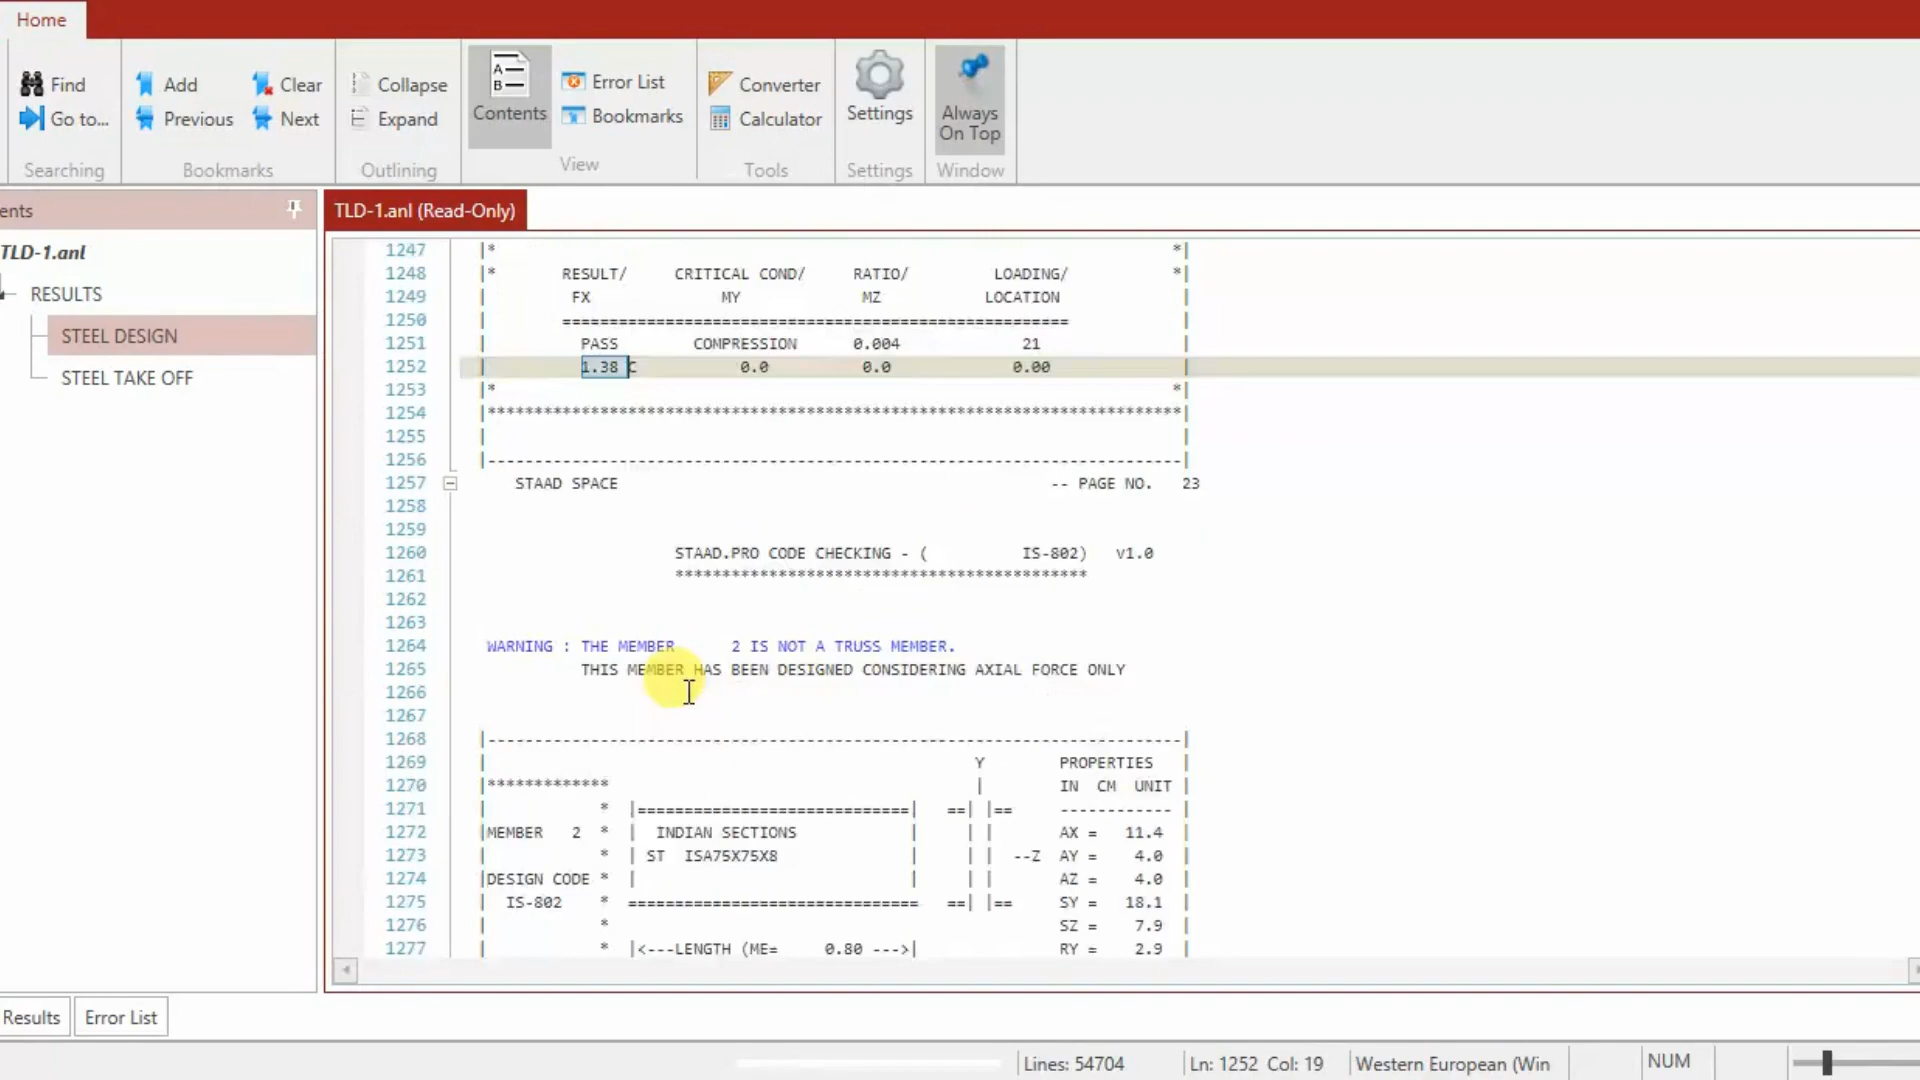 Home
Find
Go to...
Searching
Add
Previous
Clear
Next
Bookmarks
Collapse
Expand
Outlining
Contents
Error List
Bookmarks
View
Converter
Calculator
Tools
Settings
Settings
Always On Top
Window
ents
TLD-1.anl
RESULTS
STEEL DESIGN
STEEL TAKE OFF
TLD-1.anl (Read-Only)
1247 |* *|
1248 |* RESULT/ CRITICAL COND/ RATIO/ LOADING/ *|
1249 | FX MY MZ LOCATION |
1250 | ====================================================== |
1251 | PASS COMPRESSION 0.004 21 |
1252 | 1.38 C 0.0 0.0 0.00 |
1253 |* *|
1254 |**************************************************************************|
1255 | |
1256 |--------------------------------------------------------------------------|
1257 STAAD SPACE -- PAGE NO. 23
1258
1259
1260 STAAD.PRO CODE CHECKING - ( IS-802) v1.0
1261 ********************************************
1262
1263
1264 WARNING : THE MEMBER 2 IS NOT A TRUSS MEMBER.
1265 THIS MEMBER HAS BEEN DESIGNED CONSIDERING AXIAL FORCE ONLY
1266
1267
1268 |--------------------------------------------------------------------------|
1269 | Y PROPERTIES |
1270 |************* | IN CM UNIT |
1271 | * |=============================| ==| |== ------------ |
1272 |MEMBER 2 * | INDIAN SECTIONS | | | AX = 11.4 |
1273 | * | ST ISA75X75X8 | | | --Z AY = 4.0 |
1274 |DESIGN CODE * | | | | AZ = 4.0 |
1275 | IS-802 * =============================== ==| |== SY = 18.1 |
1276 | * SZ = 7.9 |
1277 | * |<---LENGTH (ME= 0.80 --->| RY = 2.9 |
Results
Error List
Lines: 54704
Ln: 1252 Col: 19
Western European (Win
NUM